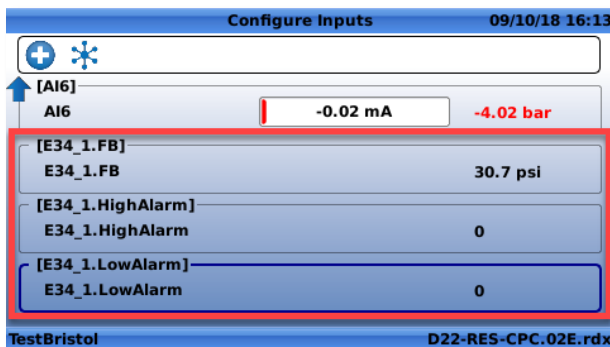 Configure Inputs 09/10/18 16:13
[AI6]
AI6 -0.02 mA -4.02 bar
[E34_1.FB]
E34_1.FB 30.7 psi
[E34_1.HighAlarm]
E34_1.HighAlarm 0
[E34_1.LowAlarm]
E34_1.LowAlarm 0
TestBristol D22-RES-CPC.02E.rdx